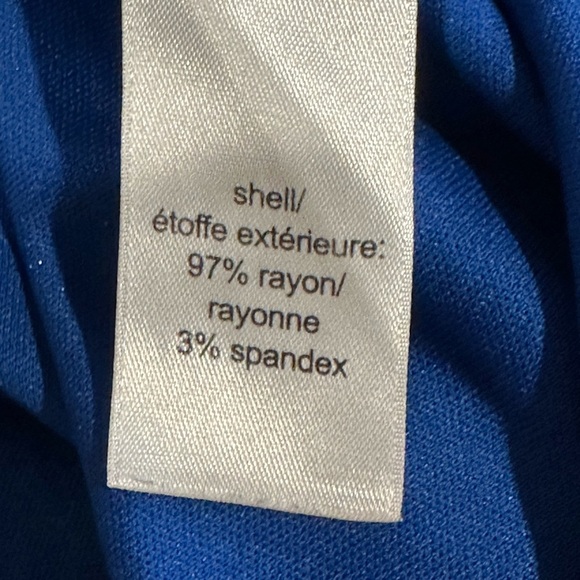 shell/
étoffe extérieure:
97% rayon/
rayonne
3% spandex